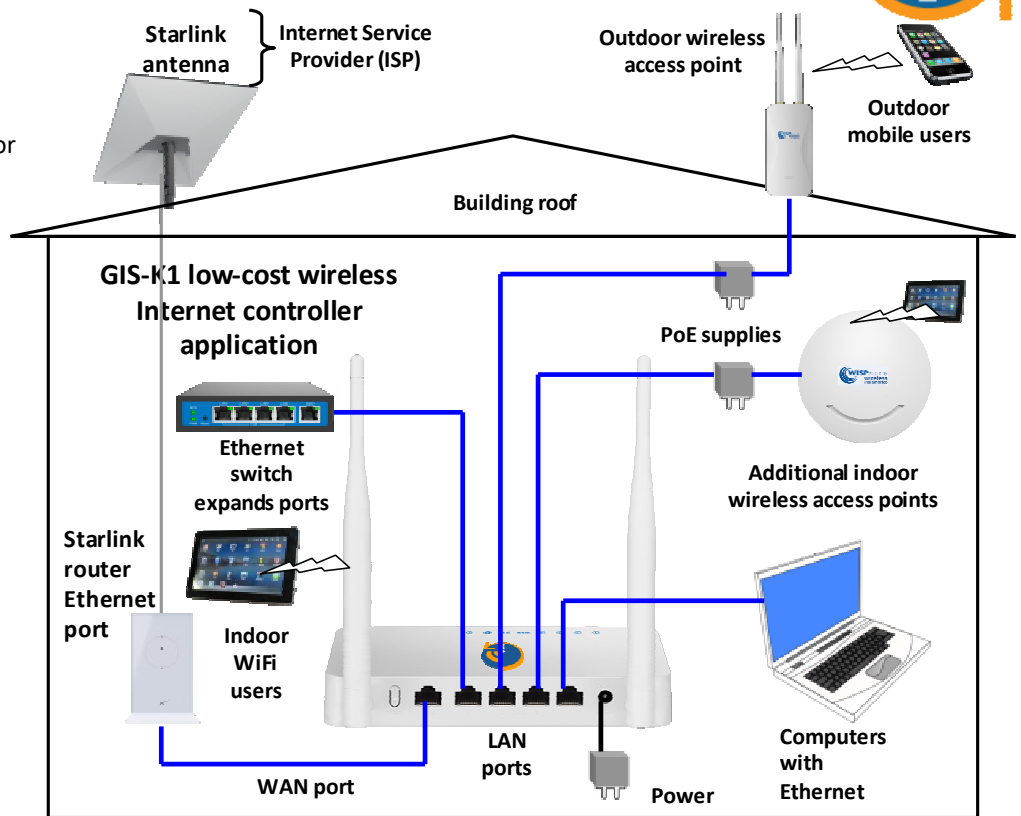 Starlink
antenna
Internet Service
Provider (ISP)
Outdoor wireless
access point
Outdoor
mobile users
or
Building roof
GIS-K1 low-cost wireless
Internet controller
application
PoE supplies
Ethernet
switch
expands ports
Additional indoor
wireless access points
Starlink
router
Ethernet
port
Indoor
WiFi
users
LAN
ports
WAN port
Power
Computers
with
Ethernet